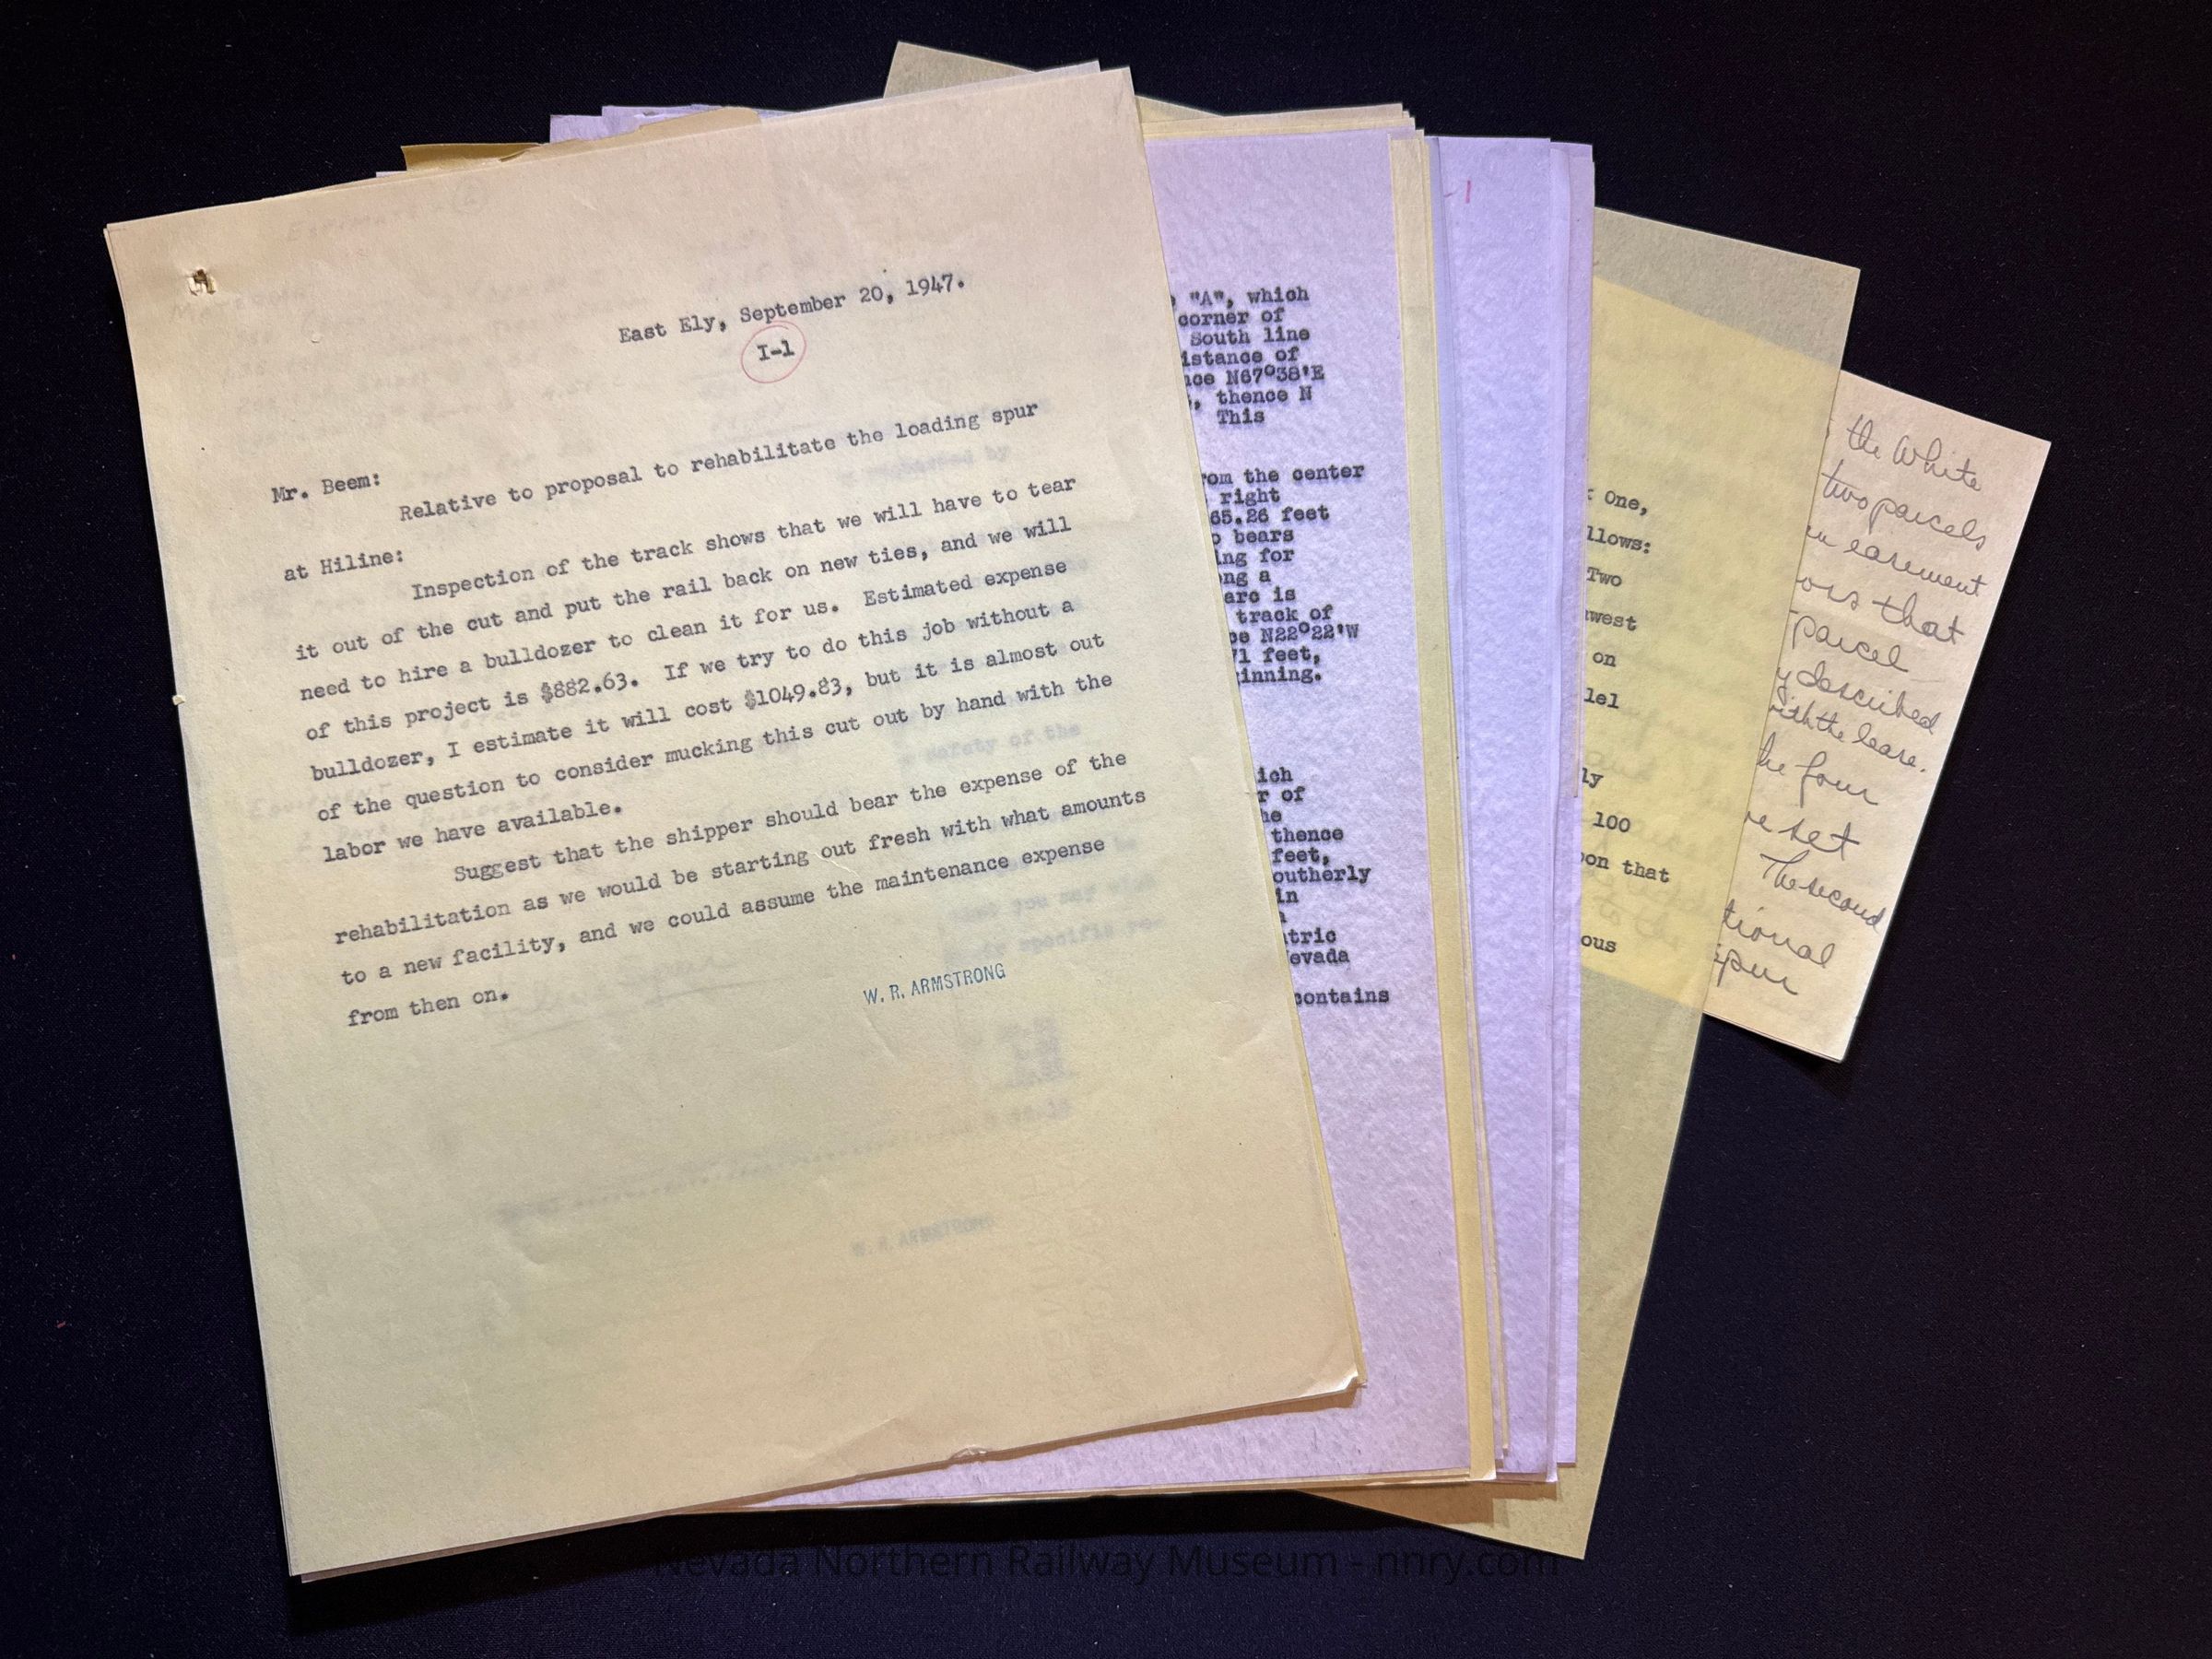 East Ely, September 20, 1947.
I-1
Mr. Beem:
Relative to proposal to rehabilitate the loading spur
at Hiline:
Inspection of the track shows that we will have to tear
it out of the cut and put the rail back on new ties, and we will
need to hire a bulldozer to clean it for us. Estimated expense
of this project is $882.63. If we try to do this job without a
bulldozer, I estimate it will cost $1049.83, but it is almost out
of the question to consider mucking this cut out by hand with the
labor we have available.
Suggest that the shipper should bear the expense of the
rehabilitation as we would be starting out fresh with what amounts
to a new facility, and we could assume the maintenance expense
from then on.
W. R. ARMSTRONG
"A", which
corner of
South line
istance of
nce N67°38'E
, thence N
This
rom the center
right
65.26 feet
bears
ing for
ng a
arc is
track of
ce N22°22'W
71 feet,
inning.
ich
r of
he
thence
feet,
outherly
in
tric
evada
contains
-1
One,
llows:
Two
west
on
lel
ly
100
on that
ous
the White
two parcels
easement
that
parcel
described
with the lease.
the four
set
The second
tional
spur
safety of the
W. R. ARMSTRONG
Nevada Northern Railway Museum - nnry.com